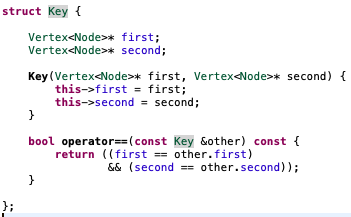 struct Key {
Vertex<Node>* first;
Vertex<Node>* second;
Key(Vertex<Node>* first, Vertex<Node>* second) {
this->first = first;
this->second = second;
}
bool operator==(const Key &other) const {
return ((first == other.first)
&& (second == other.second));
}
};